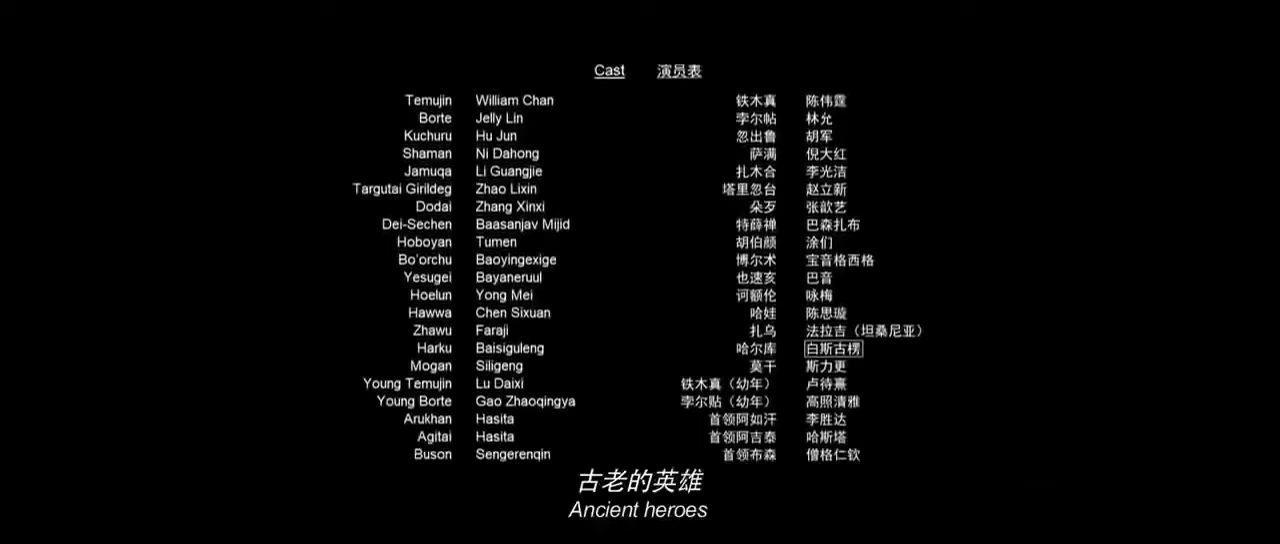 Cast 演员表
Temujin William Chan 铁木真 陈伟霆
Borte Jelly Lin 孛尔帖 林允
Kuchuru Hu Jun 忽出鲁 胡军
Shaman Ni Dahong 萨满 倪大红
Jamuqa Li Guangjie 扎木合 李光洁
Targutai Girildeg Zhao Lixin 塔里忽台 赵立新
Dodai Zhang Xinxi 朵歹 张歆艺
Dei-Sechen Baasanjav Mijid 特薛禅 巴森扎布
Hoboyan Tumen 胡伯颜 涂们
Bo'orchu Baoyingexige 博尔术 宝音格西格
Yesugei Bayaneruul 也速亥 巴音
Hoelun Yong Mei 诃额伦 咏梅
Hawwa Chen Sixuan 哈娃 陈思璇
Zhawu Faraji 扎乌 法拉吉（坦桑尼亚）
Harku Baisiguleng 哈尔库 白斯古楞
Mogan Siligeng 莫干 斯力更
Young Temujin Lu Daixi 铁木真（幼年） 卢待熹
Young Borte Gao Zhaoqingya 孛尔贴（幼年） 高照清雅
Arukhan Hasita 首领阿如汗 李胜达
Agitai Hasita 首领阿吉泰 哈斯塔
Buson Sengerenqin 首领布森 僧格仁钦
古老的英雄
Ancient heroes